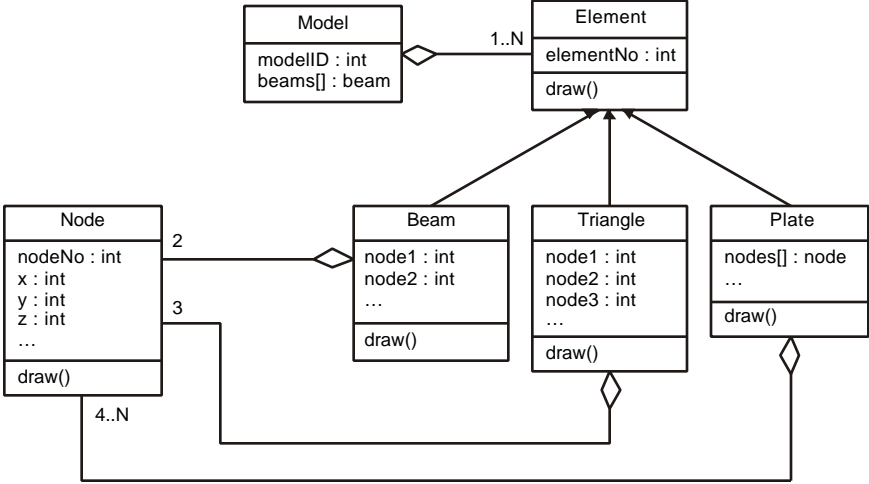 Model
modelID : int
beams[] : beam
1..N
Element
elementNo : int
draw()
Node
nodeNo : int
x : int
y : int
z : int
...
draw()
2
3
4..N
Beam
node1 : int
node2 : int
...
draw()
Triangle
node1 : int
node2 : int
node3 : int
...
draw()
Plate
nodes[] : node
...
draw()